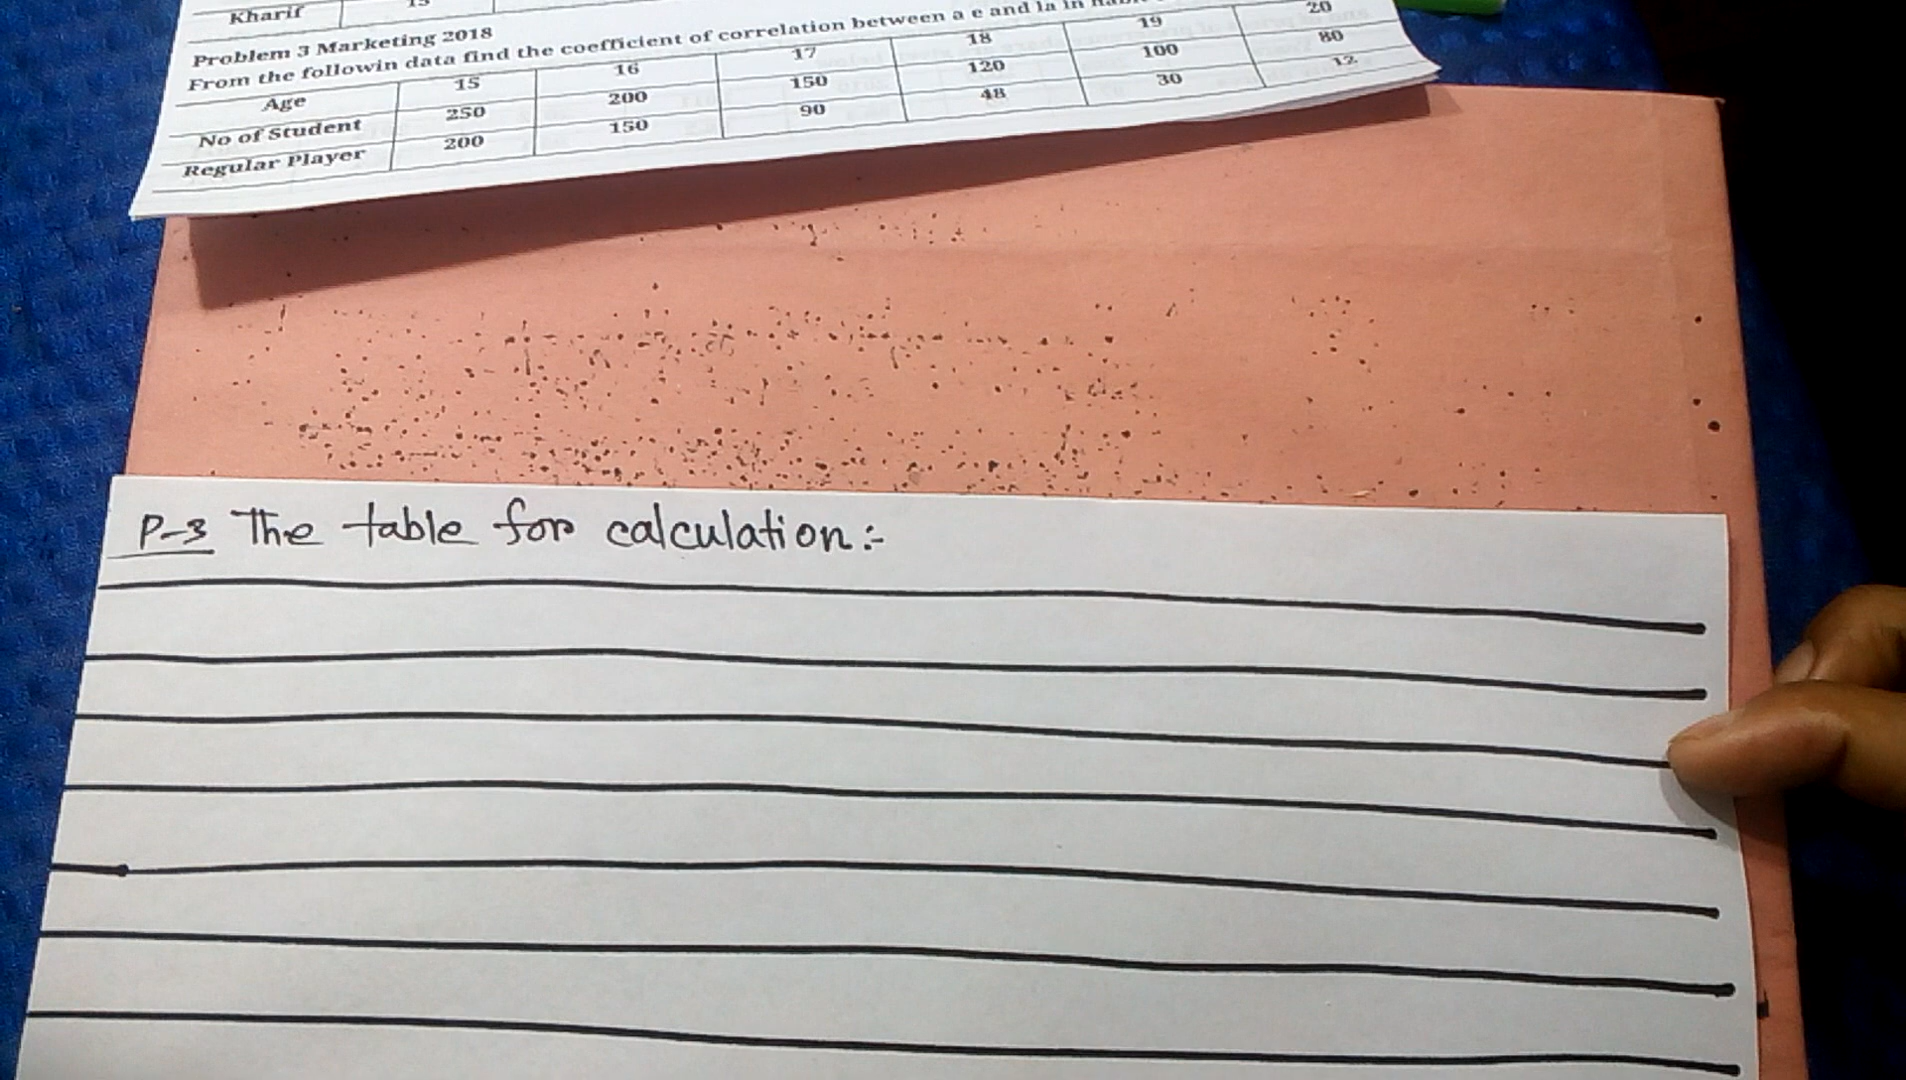 Kharif 15
Problem 3 Marketing 2018
From the followin data find the coefficient of correlation between a e and la in
Age 15 16 17 18 19 20
No of Student 250 200 150 120 100 80
Regular Player 200 150 90 48 30 12
P-3 The table for calculation:-